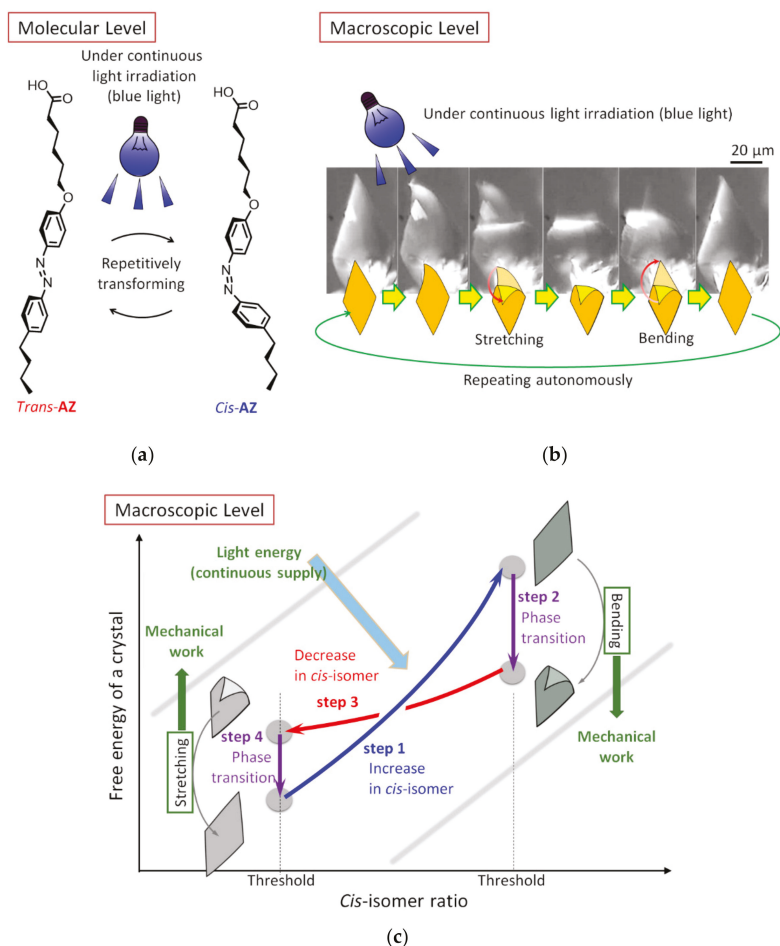 Molecular Level
Under continuous
light irradiation
(blue light)
HO
O
O
N
N
Repetitively
transforming
Trans-AZ
HO
O
O
N
N
Cis-AZ
(a)
Macroscopic Level
Under continuous light irradiation (blue light)
20 μm
Stretching
Bending
Repeating autonomously
(b)
Macroscopic Level
Free energy of a crystal
Light energy
(continuous supply)
Mechanical
work
Stretching
step 4
Phase
transition
Decrease
in cis-isomer
step 3
step 1
Increase
in cis-isomer
step 2
Phase
transition
Bending
Mechanical
work
Threshold
Threshold
Cis-isomer ratio
(c)